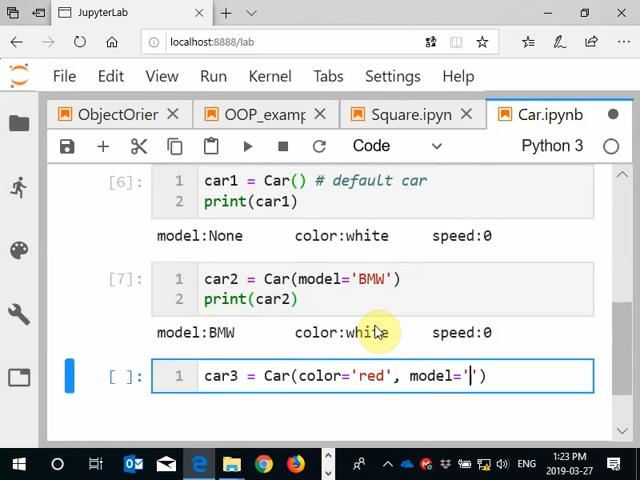 JupyterLab
localhost:8888/lab
File Edit View Run Kernel Tabs Settings Help
ObjectOrier OOP_examp Square.ipyn Car.ipynb
Code Python 3
[6]: 1 car1 = Car() # default car
2 print(car1)
model:None color:white speed:0
[7]: 1 car2 = Car(model='BMW')
2 print(car2)
model:BMW color:white speed:0
[ ]: 1 car3 = Car(color='red', model='')
ENG 1:23 PM
2019-03-27